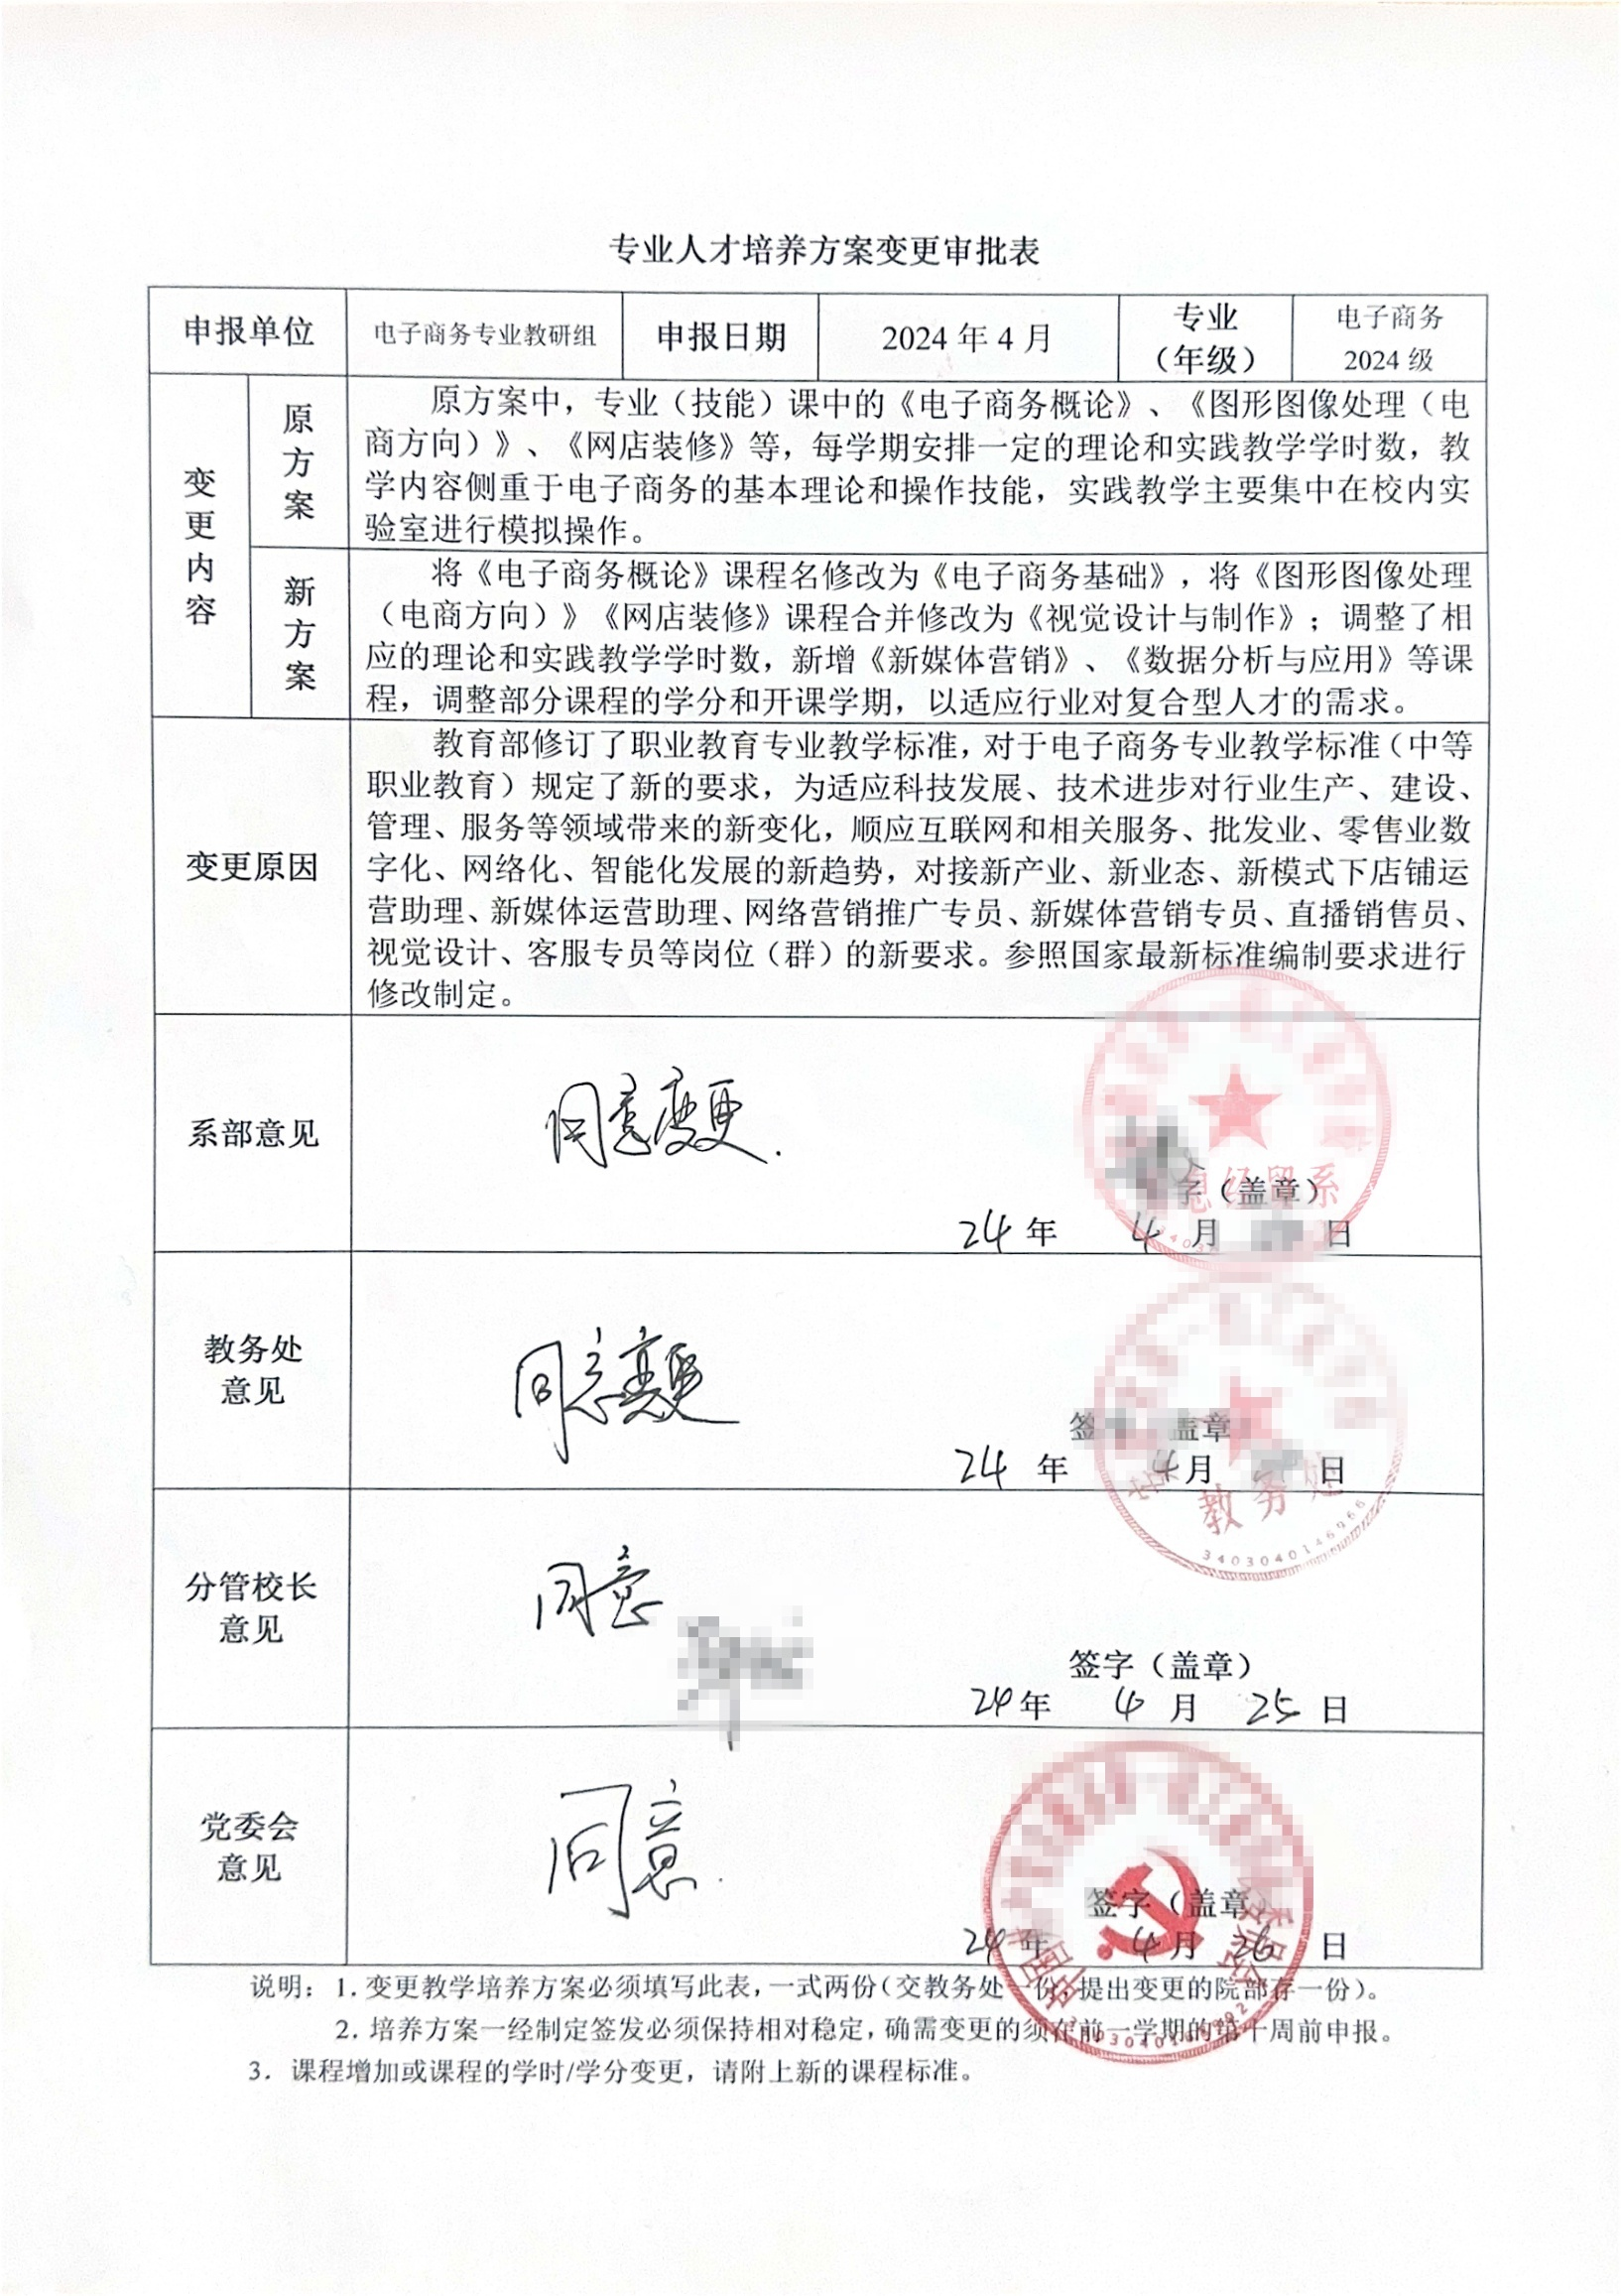 专业人才培养方案变更审批表
申报单位
电子商务专业教研组
申报日期
2024 年 4 月
专业
（年级）
电子商务
2024 级
变更内容
原方案
原方案中，专业（技能）课中的《电子商务概论》、《图形图像处理（电
商方向）》、《网店装修》等，每学期安排一定的理论和实践教学学时数，教
学内容侧重于电子商务的基本理论和操作技能，实践教学主要集中在校内实
验室进行模拟操作。
新方案
将《电子商务概论》课程名修改为《电子商务基础》，将《图形图像处理
（电商方向）》《网店装修》课程合并修改为《视觉设计与制作》；调整了相
应的理论和实践教学学时数，新增《新媒体营销》、《数据分析与应用》等课
程，调整部分课程的学分和开课学期，以适应行业对复合型人才的需求。
变更原因
教育部修订了职业教育专业教学标准，对于电子商务专业教学标准（中等
职业教育）规定了新的要求，为适应科技发展、技术进步对行业生产、建设、
管理、服务等领域带来的新变化，顺应互联网和相关服务、批发业、零售业数
字化、网络化、智能化发展的新趋势，对接新产业、新业态、新模式下店铺运
营助理、新媒体运营助理、网络营销推广专员、新媒体营销专员、直播销售员、
视觉设计、客服专员等岗位（群）的新要求。参照国家最新标准编制要求进行
修改制定。
系部意见
同意变更.
字（盖章）
息经贸系
24 年 4 月 日
教务处
意见
同意变更
签 盖章
24 年 4 月 日
教务处
3403040146966
分管校长
意见
同意
签字（盖章）
24 年 4 月 25 日
党委会
意见
同意.
签字（盖章
24 年 4 月 26 日
说明：1.变更教学培养方案必须填写此表，一式两份（交教务处一份，提出变更的院部存一份）。
2.培养方案一经制定签发必须保持相对稳定，确需变更的须在前一学期的第十周前申报。
3．课程增加或课程的学时/学分变更，请附上新的课程标准。